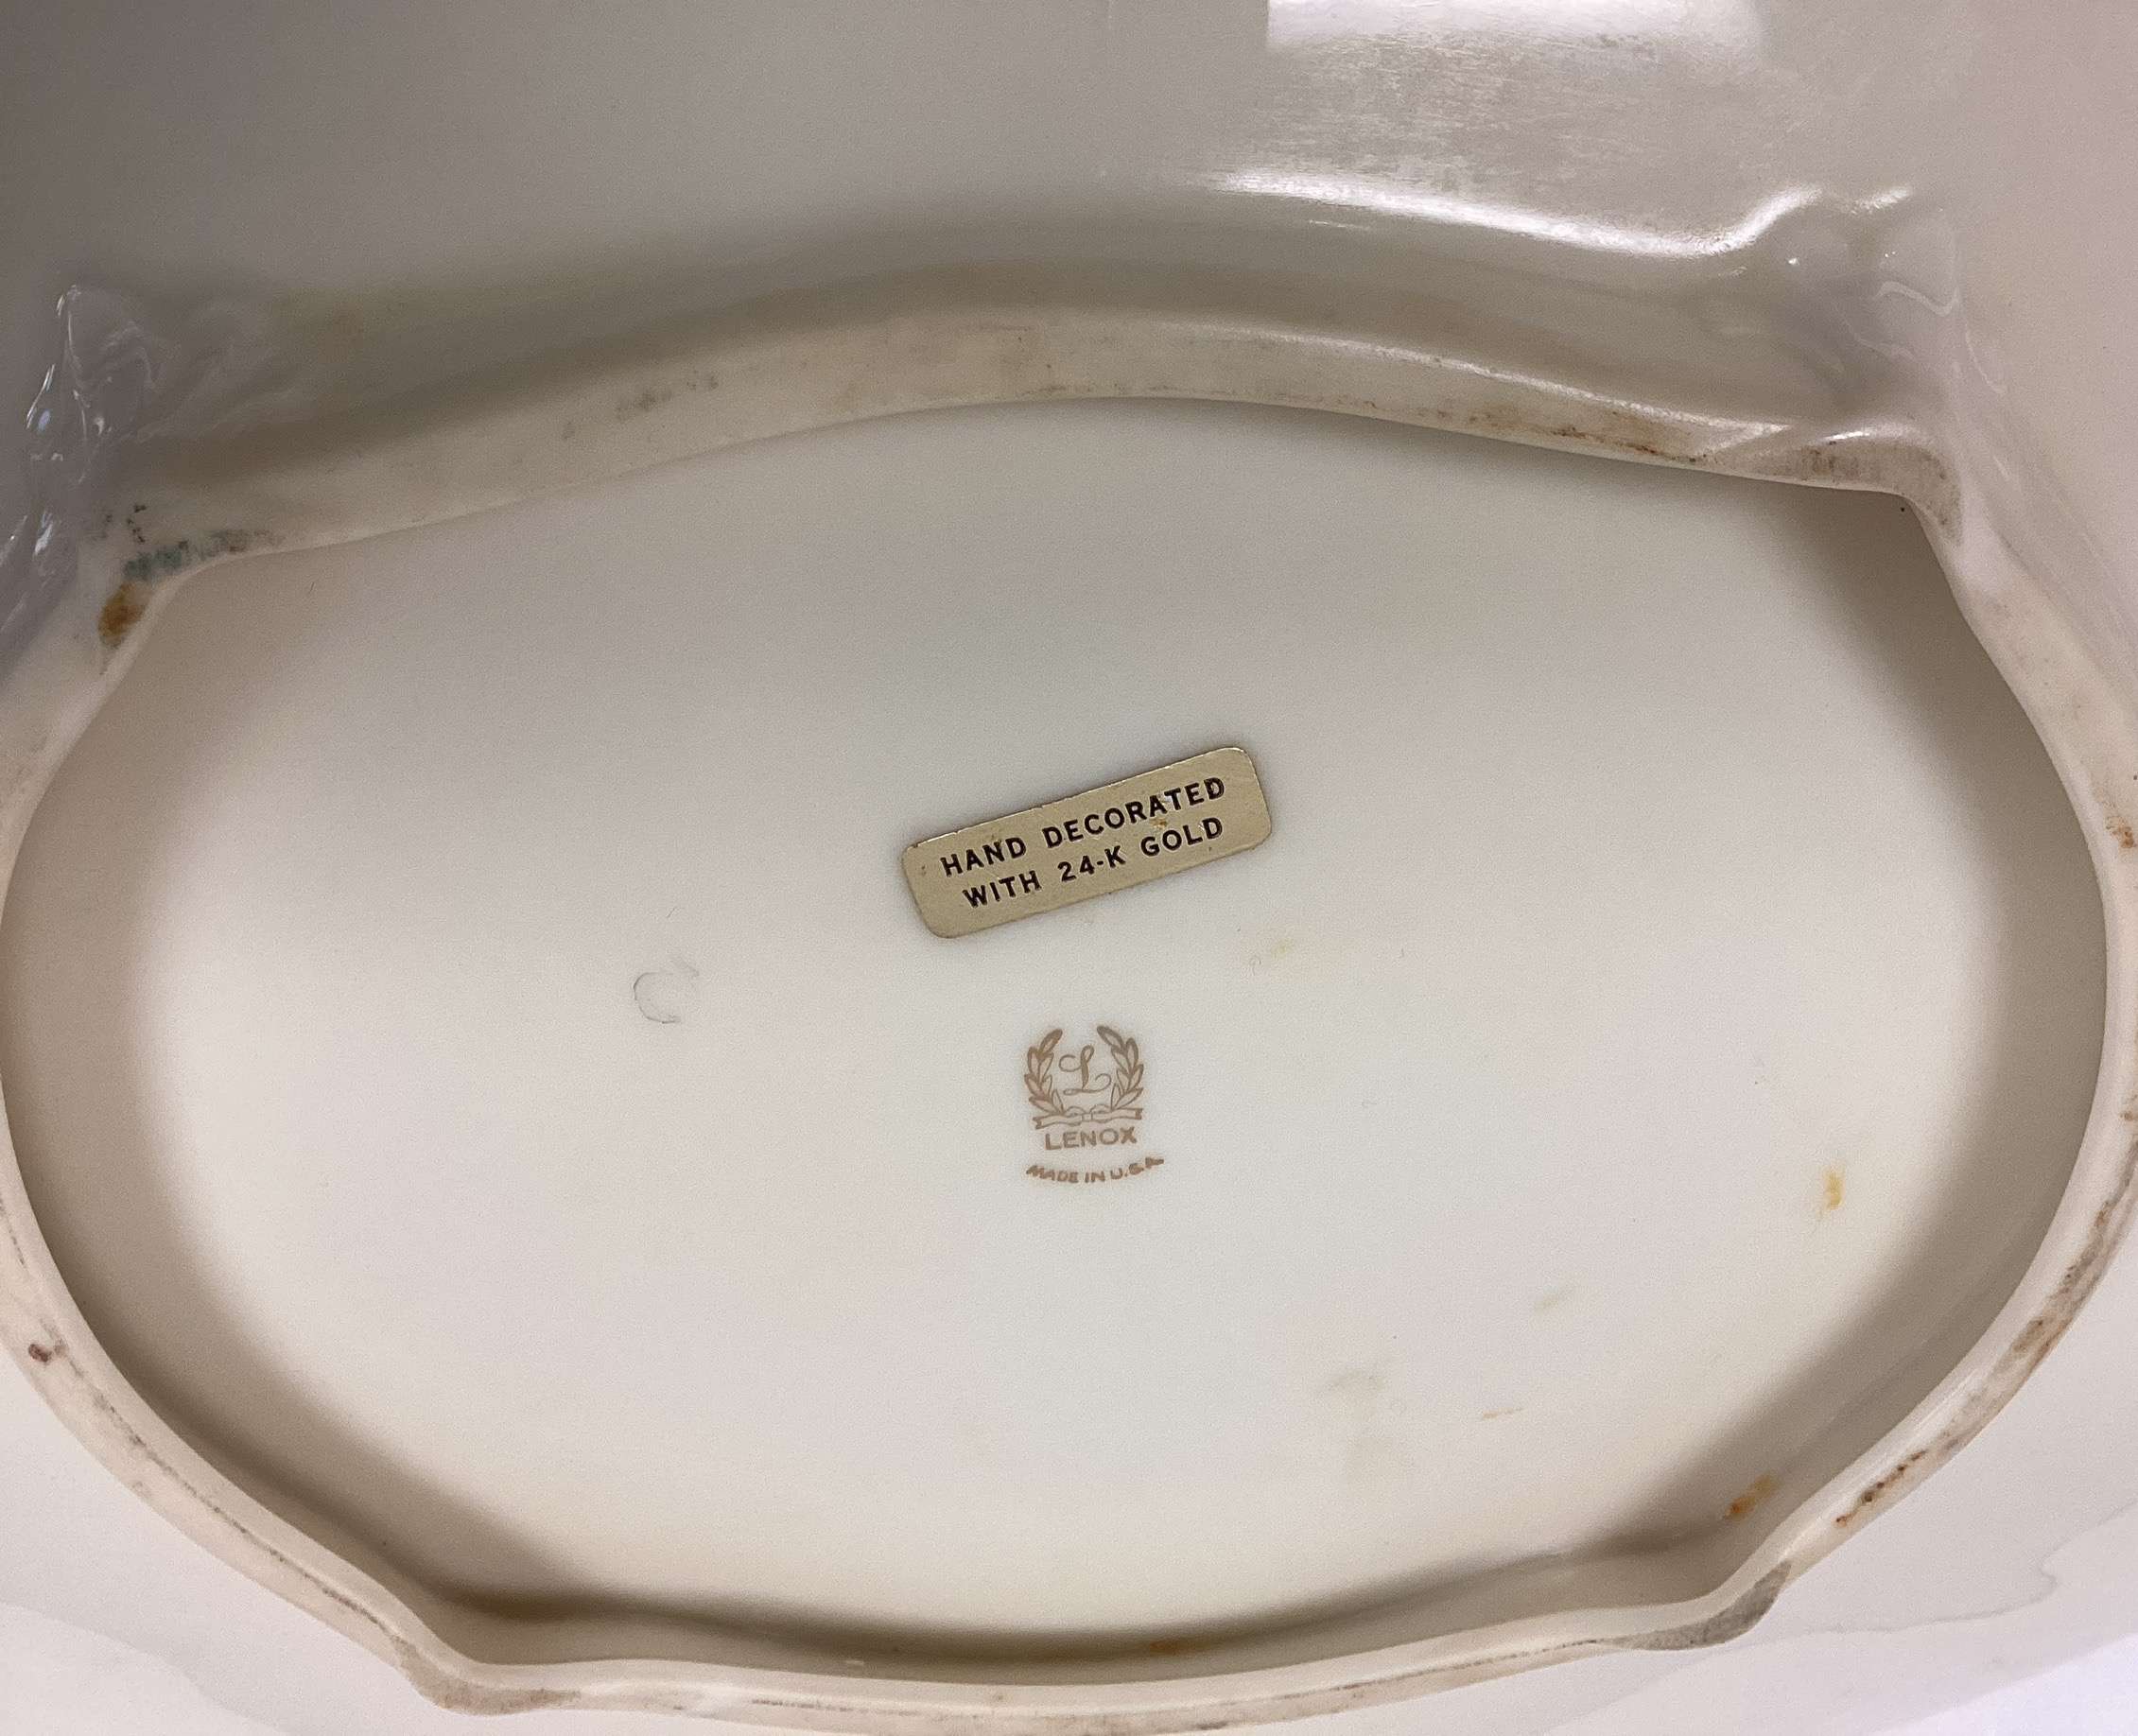 HAND DECORATED
WITH 24-K GOLD
L
LENOX
MADE IN U.S.A.